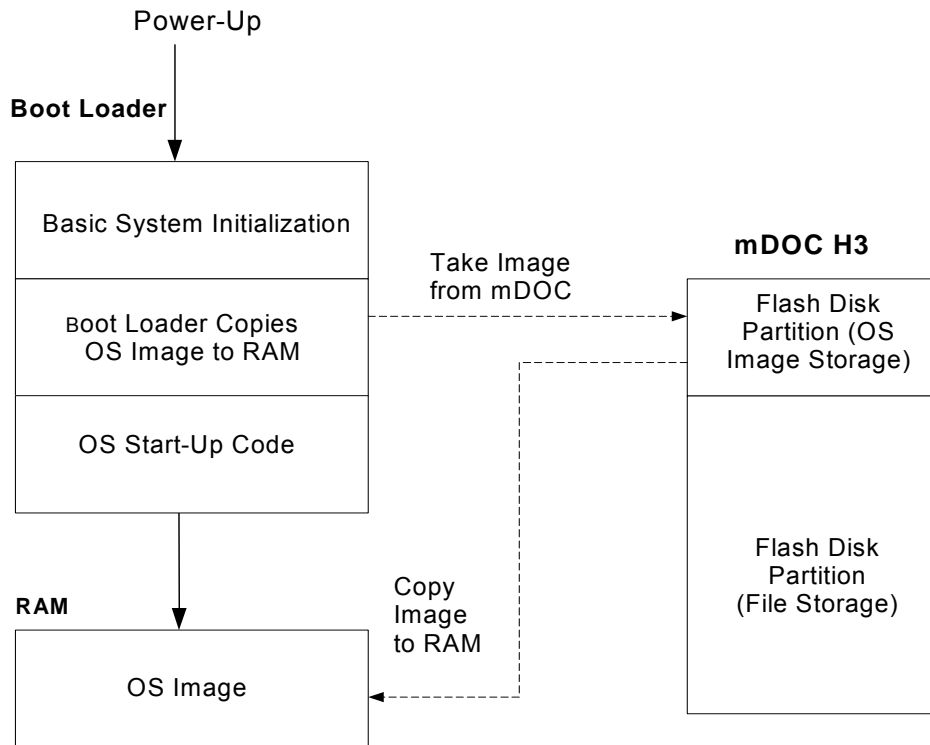 Power-Up
Boot Loader
Basic System Initialization
Boot Loader Copies
OS Image to RAM
OS Start-Up Code
Take Image
from mDOC
mDOC H3
Flash Disk
Partition (OS
Image Storage)
Flash Disk
Partition
(File Storage)
Copy
Image
to RAM
RAM
OS Image